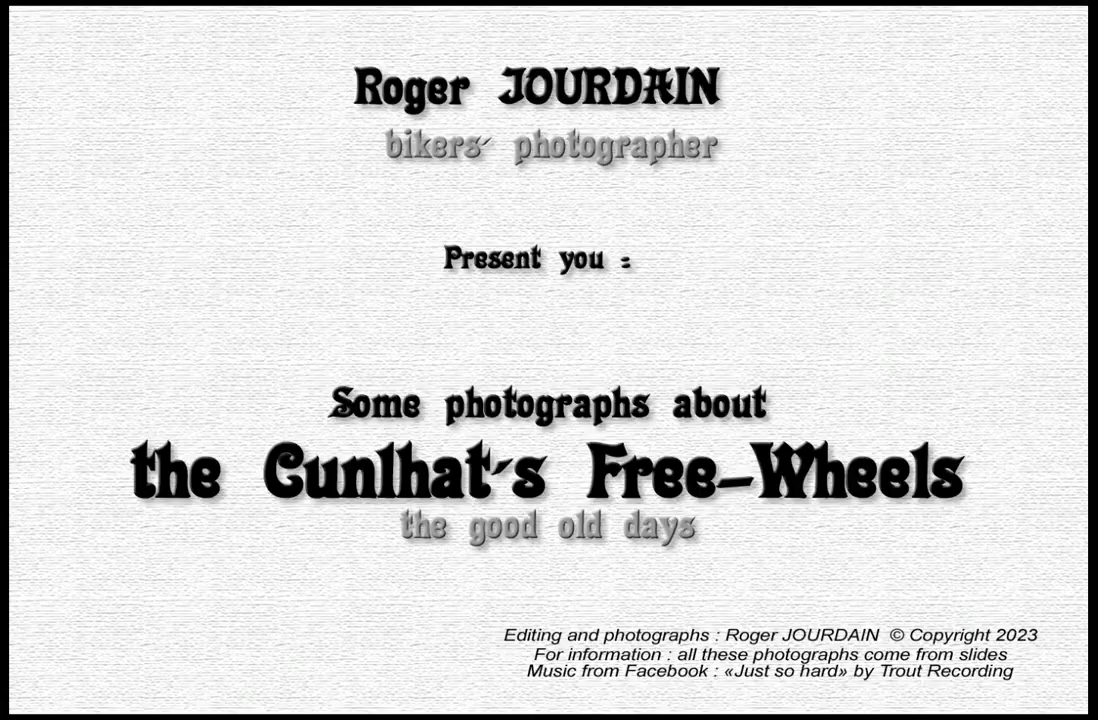 Roger JOURDAIN
bikers' photographer
Present you :
Some photographs about
the Cunlhat's Free-Wheels
the good old days
Editing and photographs : Roger JOURDAIN © Copyright 2023
For information : all these photographs come from slides
Music from Facebook : «Just so hard» by Trout Recording